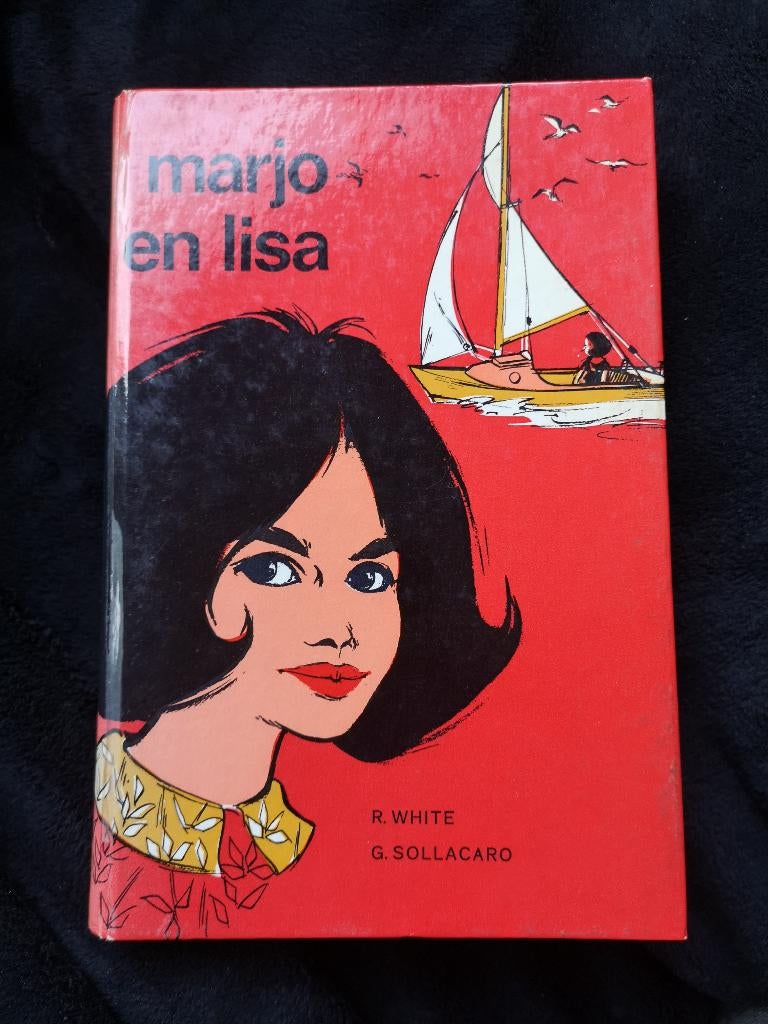 marjo
en lisa
R. WHITE
G. SOLLACARO